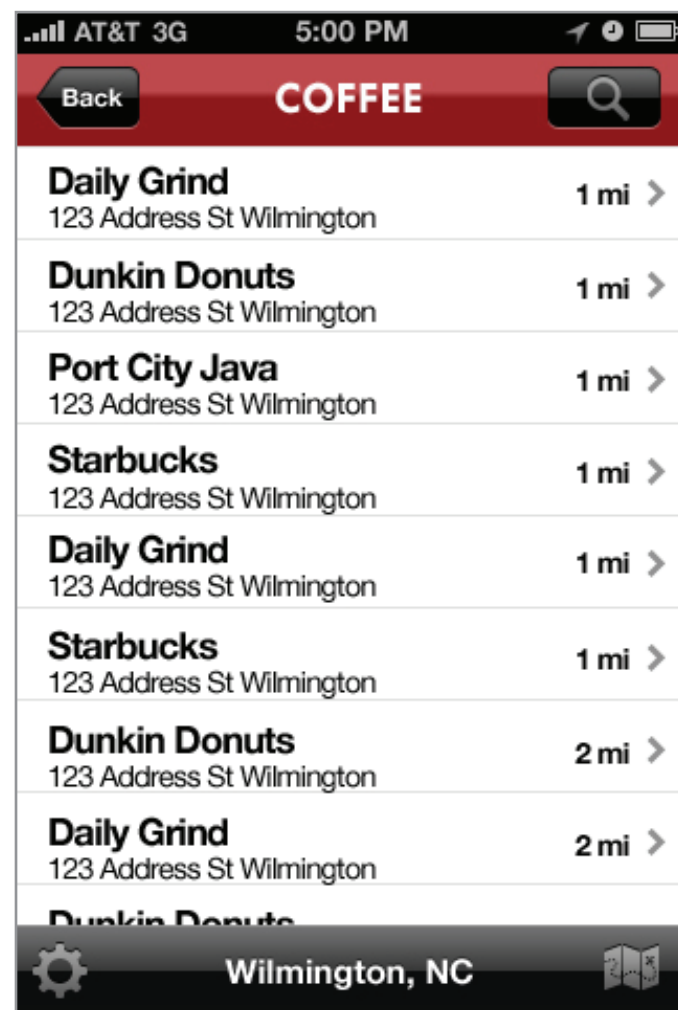 AT&T 3G 5:00 PM
Back COFFEE
Daily Grind
123 Address St Wilmington
1 mi
Dunkin Donuts
123 Address St Wilmington
1 mi
Port City Java
123 Address St Wilmington
1 mi
Starbucks
123 Address St Wilmington
1 mi
Daily Grind
123 Address St Wilmington
1 mi
Starbucks
123 Address St Wilmington
1 mi
Dunkin Donuts
123 Address St Wilmington
2 mi
Daily Grind
123 Address St Wilmington
2 mi
Dunkin Donuts
Wilmington, NC